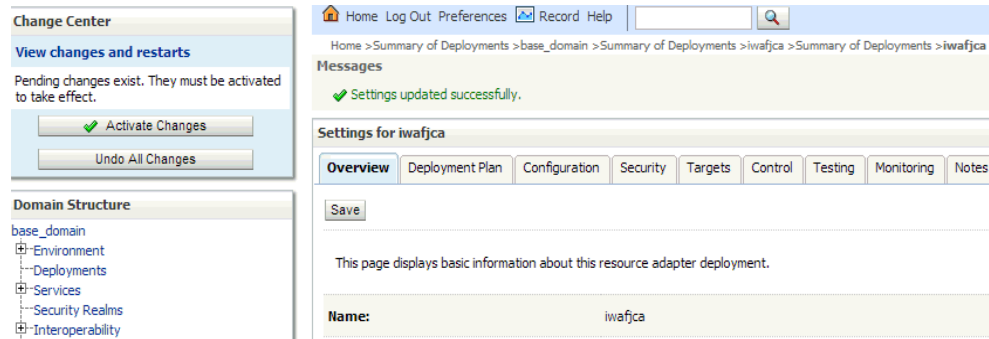 Change Center
View changes and restarts
Pending changes exist. They must be activated
to take effect.
Activate Changes
Undo All Changes
Domain Structure
base_domain
Environment
Deployments
Services
Security Realms
Interoperability
Home Log Out Preferences Record Help
Home >Summary of Deployments >base_domain >Summary of Deployments >iwafjca >Summary of Deployments >iwafjca
Messages
Settings updated successfully.
Settings for iwafjca
Overview Deployment Plan Configuration Security Targets Control Testing Monitoring Notes
Save
This page displays basic information about this resource adapter deployment.
Name: iwafjca